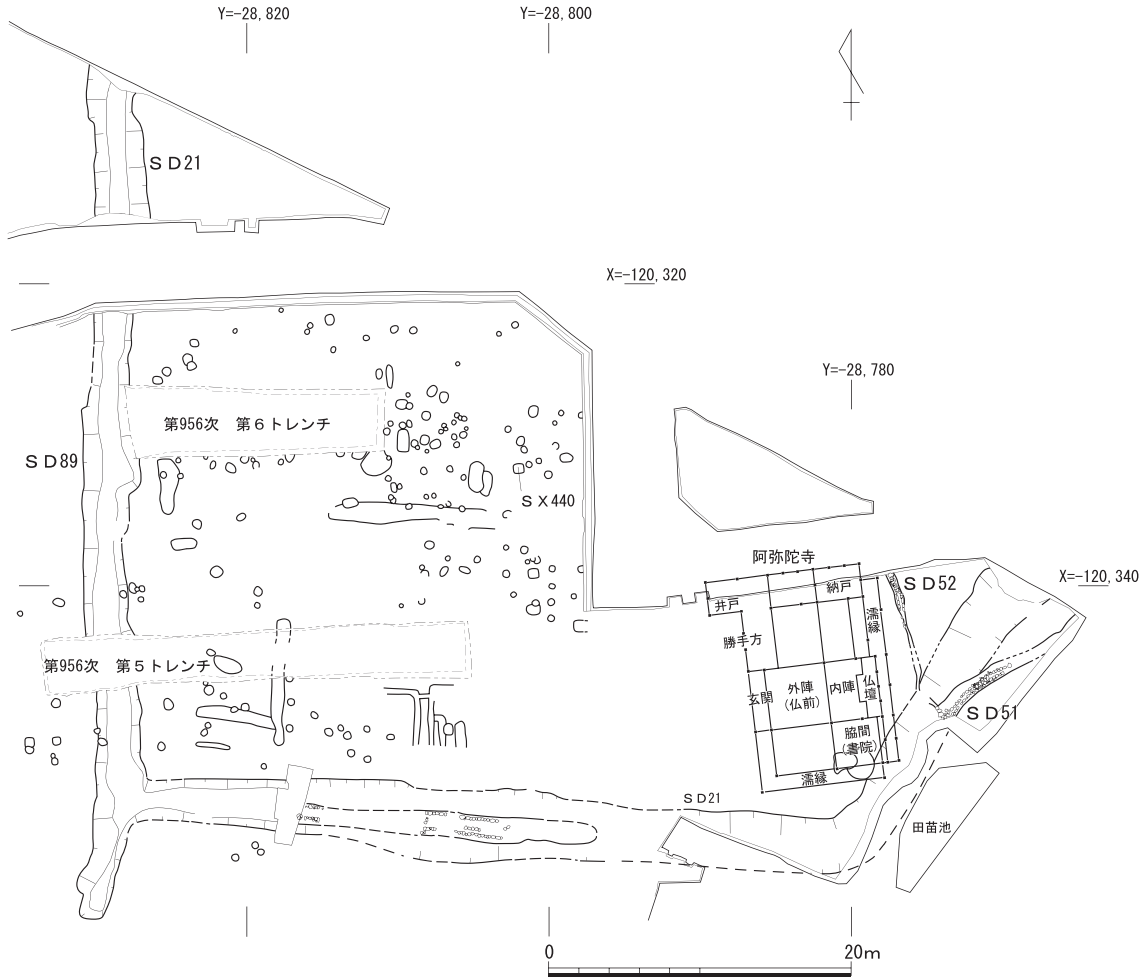 Y=-28,820
Y=-28,800
ＳＤ21
X=-120,320
Y=-28,780
第956次　第６トレンチ
ＳＤ89
ＳＸ440
阿弥陀寺
納戸
井戸
濡縁
ＳＤ52
X=-120,340
勝手方
第956次　第５トレンチ
玄関
外陣
(仏前)
内陣
仏壇
ＳＤ51
脇間
(書院)
濡縁
ＳＤ21
田苗池
0
20m